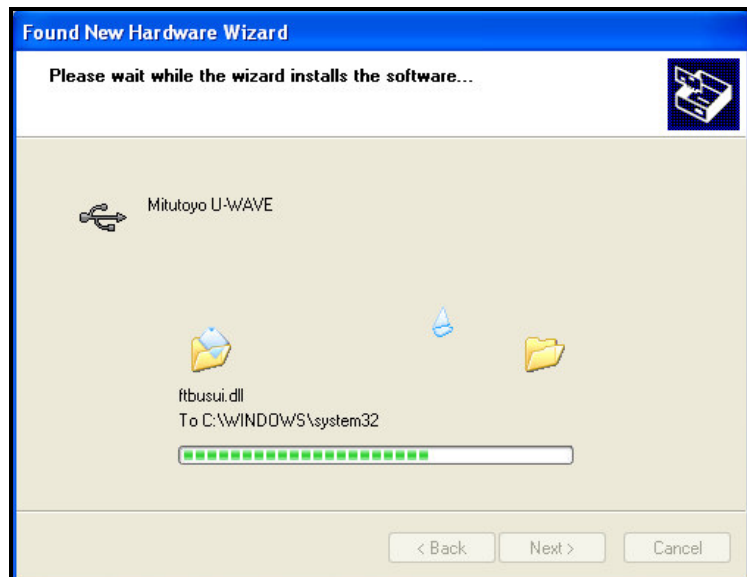 Found New Hardware Wizard
Please wait while the wizard installs the software...
Mitutoyo U-WAVE
ftbusui.dll
To C:\WINDOWS\system32
< Back
Next >
Cancel